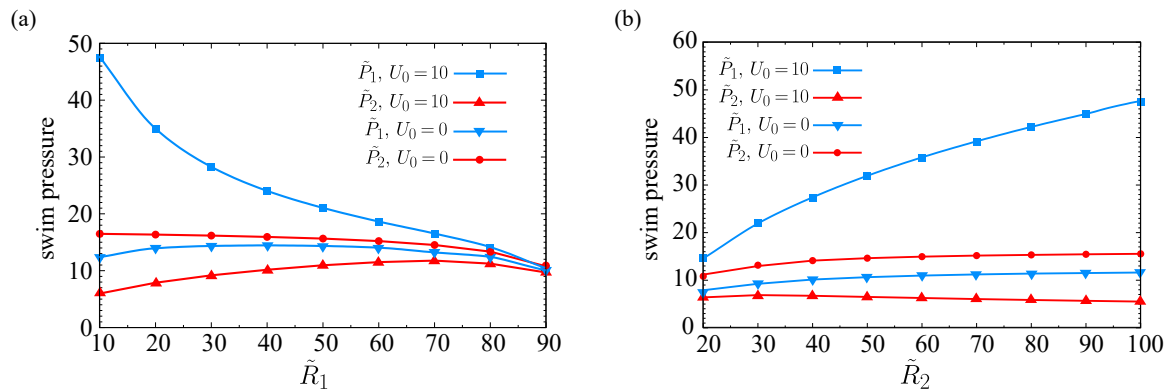 (a)
50
40
30
20
10
0
swim pressure
P̃₁, U₀ = 10
P̃₂, U₀ = 10
P̃₁, U₀ = 0
P̃₂, U₀ = 0
10 20 30 40 50 60 70 80 90
R̃₁
(b)
60
50
40
30
20
10
0
swim pressure
P̃₁, U₀ = 10
P̃₂, U₀ = 10
P̃₁, U₀ = 0
P̃₂, U₀ = 0
20 30 40 50 60 70 80 90 100
R̃₂